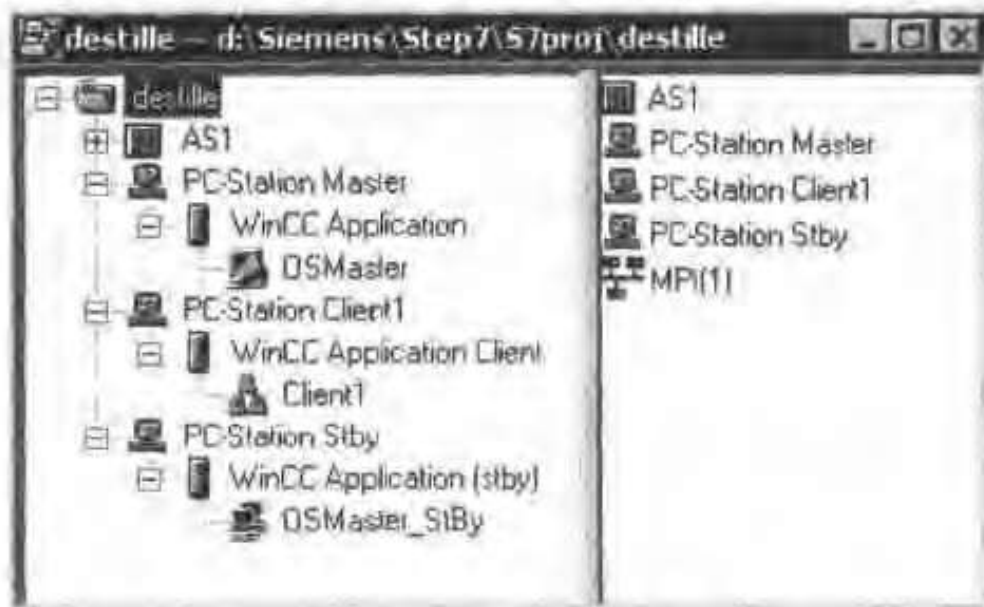 destille -- d:\Siemens\Step7\S7proj\destille
destille
AS1
PC-Station Master
WinCC Application
OSMaster
PC-Station Client1
WinCC Application Client
Client1
PC-Station Stby
WinCC Application (stby)
OSMaster_StBy
AS1
PC-Station Master
PC-Station Client1
PC-Station Stby
MPI(1)